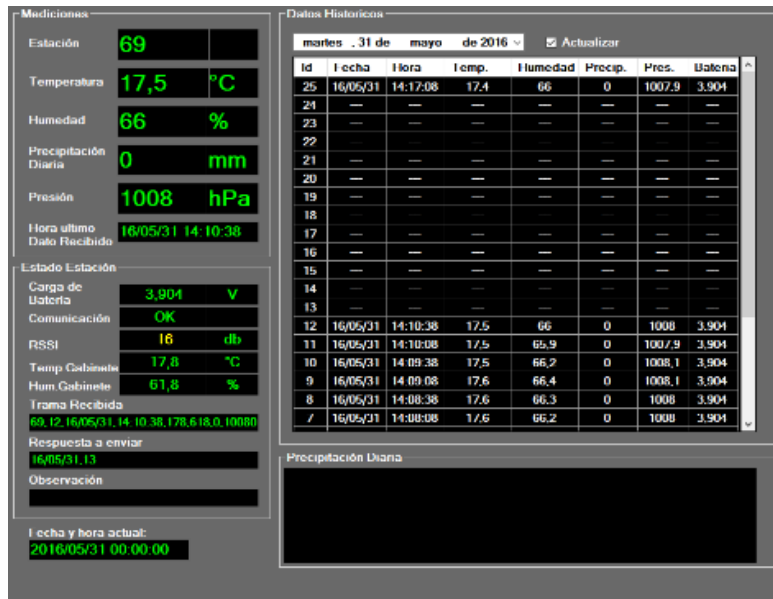 Mediciones
Estación 69
Temperatura 17,5 °C
Humedad 66 %
Precipitación Diaria 0 mm
Presión 1008 hPa
Hora ultimo Dato Recibido 16/05/31 14:10:38
Estado Estación
Carga de Bateria 3,904 V
Comunicación OK
RSSI 16 db
Temp Gabinete 17,8 °C
Hum.Gabinete 61,8 %
Trama Recibida
69,12,16/05/31,14:10:38,178,618,0,10080
Respuesta a enviar
16/05/31,13
Observación
Fecha y hora actual:
2016/05/31 00:00:00
Datos Historicos
martes , 31 de mayo de 2016 Actualizar
Id Fecha Hora Temp. Humedad Precip. Pres. Bateria
25 16/05/31 14:17:08 17.4 66 0 1007.9 3.904
24 — — — — — — —
23 — — — — — — —
22 — — — — — — —
21 — — — — — — —
20 — — — — — — —
19 — — — — — — —
18 — — — — — — —
17 — — — — — — —
16 — — — — — — —
15 — — — — — — —
14 — — — — — — —
13 — — — — — — —
12 16/05/31 14:10:38 17.5 66 0 1008 3.904
11 16/05/31 14:10:08 17,5 65,9 0 1007,9 3,904
10 16/05/31 14:09:38 17,5 66,2 0 1008,1 3,904
9 16/05/31 14:09:08 17.6 66.4 0 1008.1 3.904
8 16/05/31 14:08:38 17.6 66.3 0 1008 3.904
7 16/05/31 14:08:08 17,6 66,2 0 1008 3,904
Precipitación Diaria